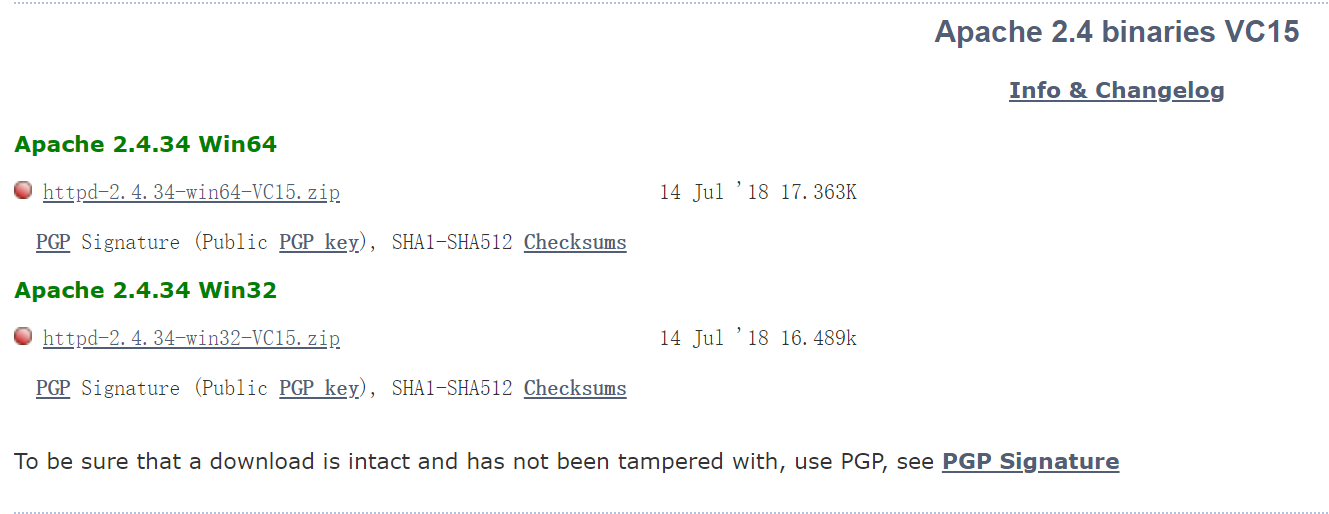 Apache 2.4 binaries VC15
Info & Changelog
Apache 2.4.34 Win64
httpd-2.4.34-win64-VC15.zip 14 Jul '18 17.363K
PGP Signature (Public PGP key), SHA1-SHA512 Checksums
Apache 2.4.34 Win32
httpd-2.4.34-win32-VC15.zip 14 Jul '18 16.489k
PGP Signature (Public PGP key), SHA1-SHA512 Checksums
To be sure that a download is intact and has not been tampered with, use PGP, see PGP Signature